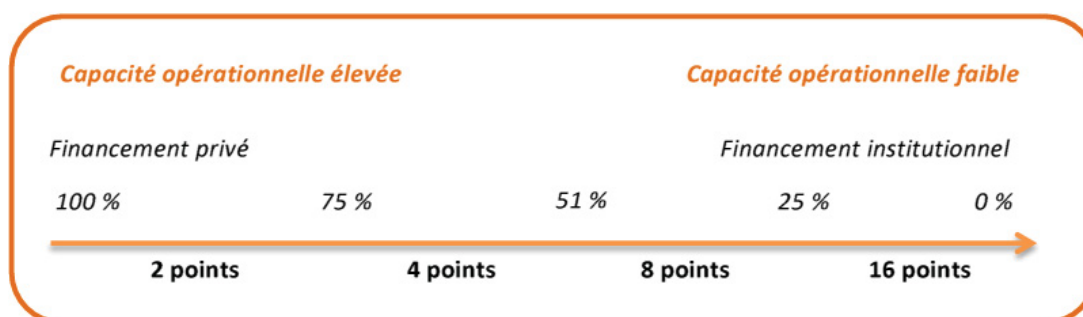 Capacité opérationnelle élevée Capacité opérationnelle faible
Financement privé Financement institutionnel
100 % 75 % 51 % 25 % 0 %
2 points 4 points 8 points 16 points